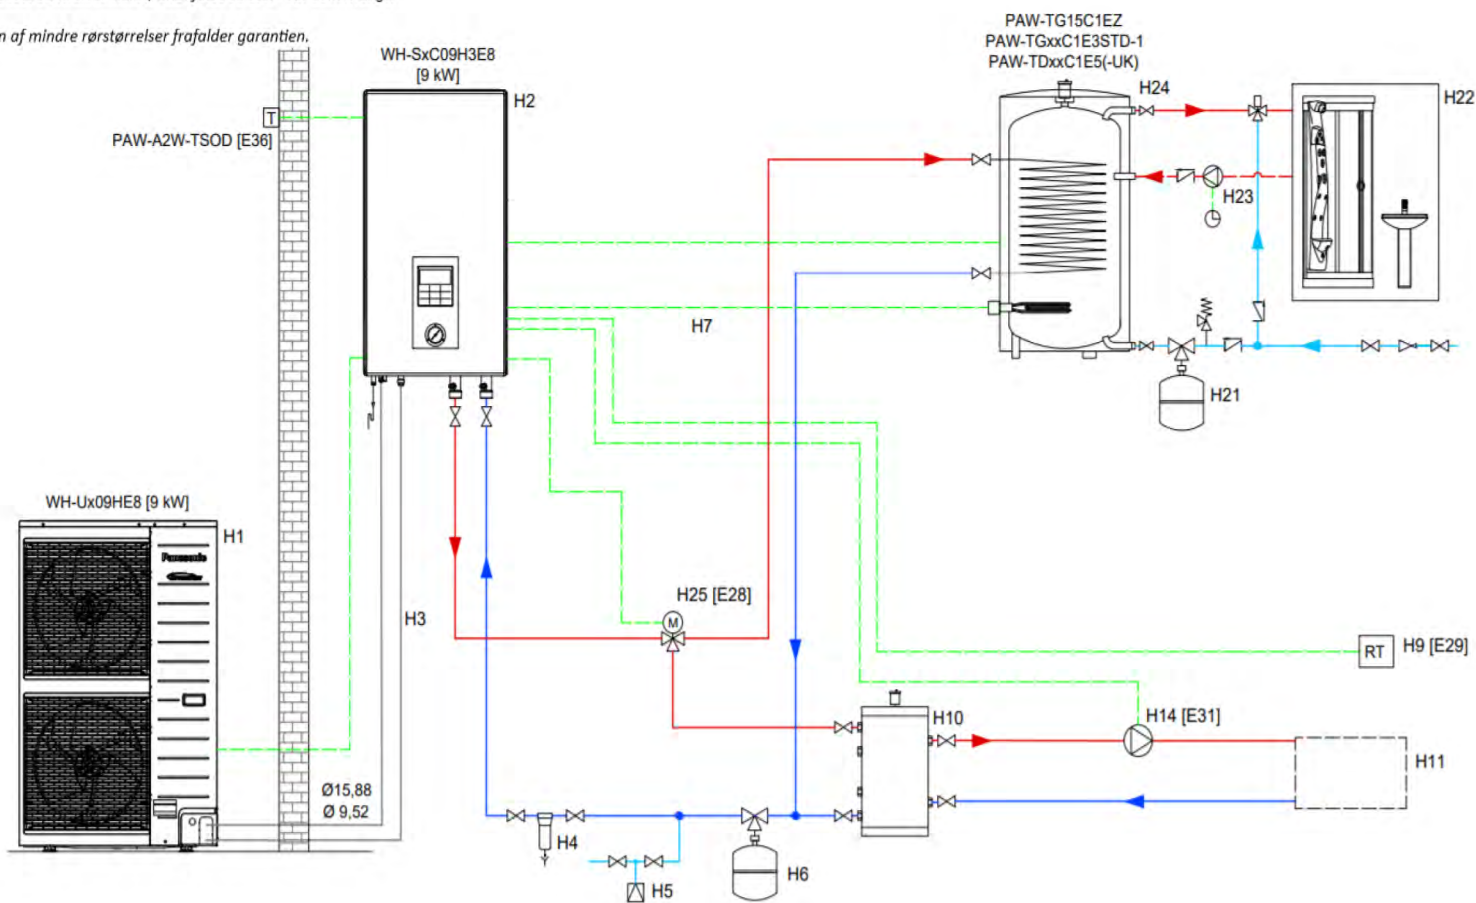 n af mindre rørstørrelser frafalder garantien.
WH-SxC09H3E8
[9 kW]
H2
T
PAW-A2W-TSOD [E36]
PAW-TG15C1EZ
PAW-TGxxC1E3STD-1
PAW-TDxxC1E5(-UK)
H24
H22
H23
H7
H21
WH-Ux09HE8 [9 kW]
H1
Panasonic
H3
H25 [E28]
M
RT
H9 [E29]
H10
H14 [E31]
H11
Ø15,88
Ø 9,52
H4
H5
H6